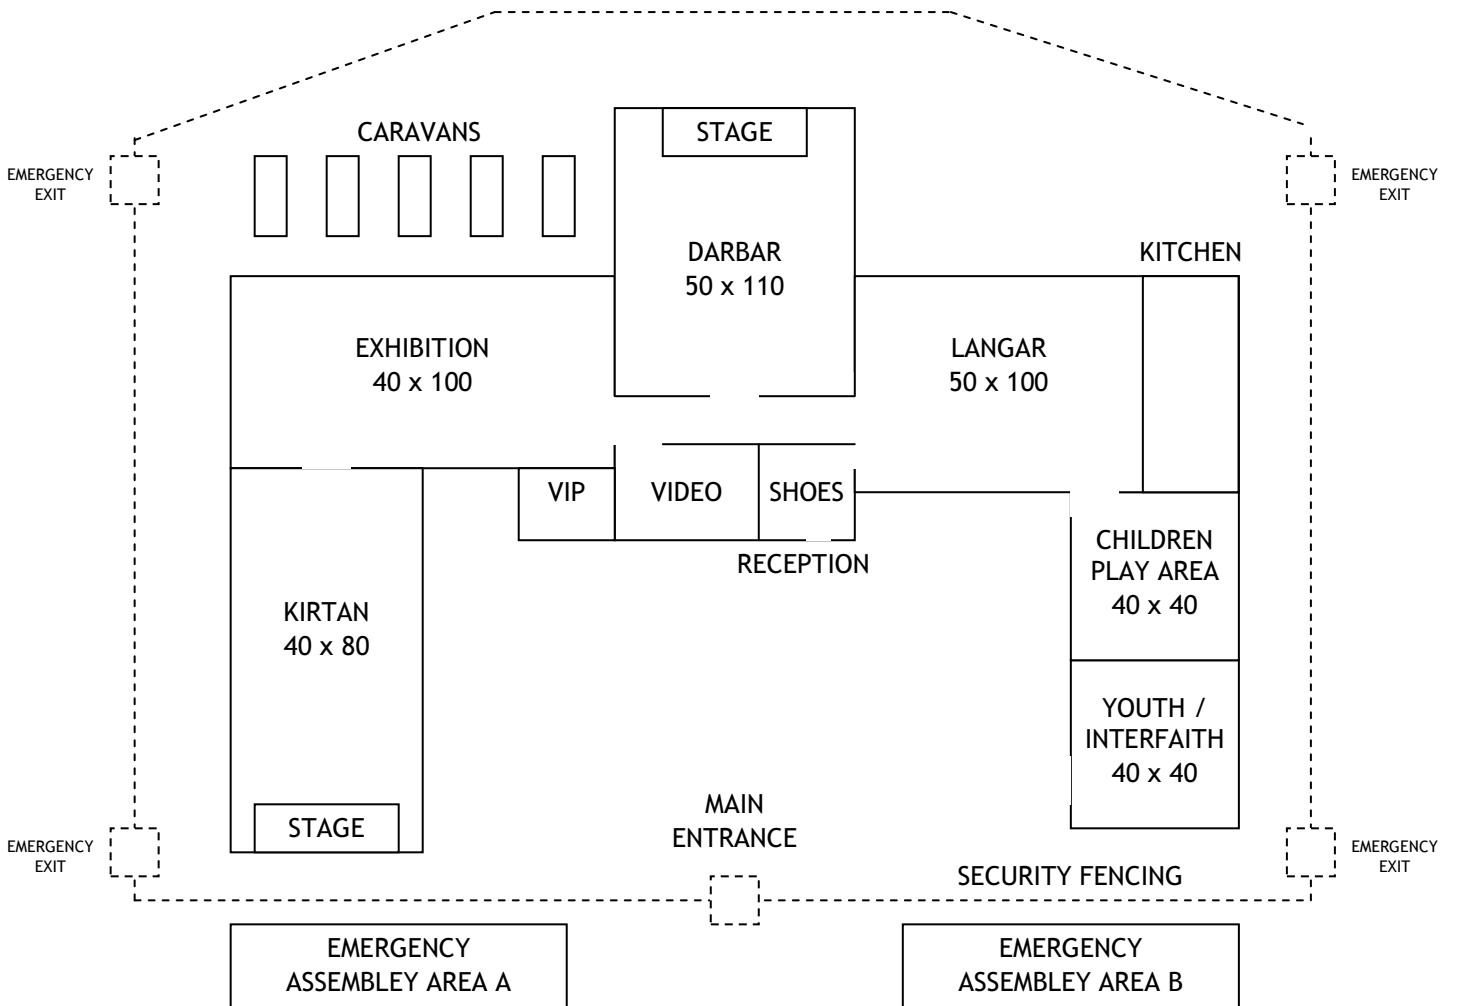 CARAVANS
STAGE
EMERGENCY
EXIT
EMERGENCY
EXIT
DARBAR
50 x 110
KITCHEN
EXHIBITION
40 x 100
LANGAR
50 x 100
VIP
VIDEO
SHOES
RECEPTION
CHILDREN
PLAY AREA
40 x 40
KIRTAN
40 x 80
YOUTH /
INTERFAITH
40 x 40
MAIN
ENTRANCE
STAGE
EMERGENCY
EXIT
EMERGENCY
EXIT
SECURITY FENCING
EMERGENCY
ASSEMBLEY AREA A
EMERGENCY
ASSEMBLEY AREA B